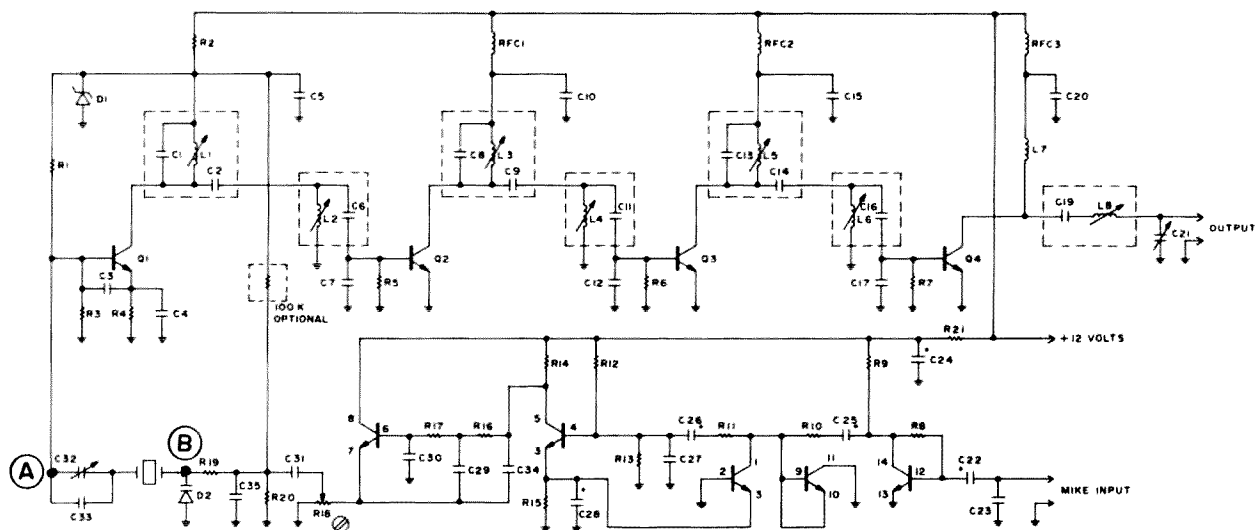 R2
RFC1
RFC2
RFC3
D1
C5
C10
C15
C20
R1
C1
L1
C2
C8
L3
C9
C13
L5
C14
L7
L2
C6
L4
C11
L6
C16
C19
L8
C21
OUTPUT
Q1
Q2
Q3
Q4
C3
R3
R4
C4
C7
R5
C12
R6
C17
R7
100K
OPTIONAL
R21
+12 VOLTS
C24
R14
R12
R9
8
6
7
R17
R16
5
4
3
C26
R11
R10
C25
R8
C30
C29
C34
R13
C27
2
1
3
9
11
10
14
12
13
C22
C23
MIKE INPUT
A
B
C32
C33
R19
D2
C35
R20
C31
R18
R15
C28